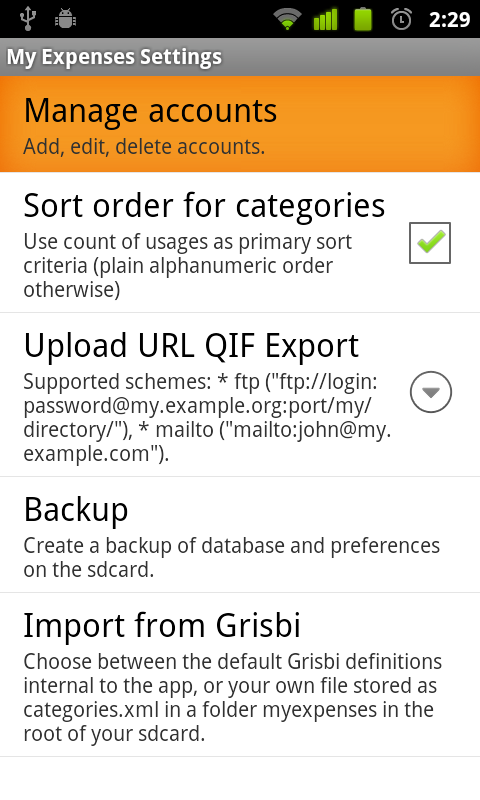 2:29
My Expenses Settings
Manage accounts
Add, edit, delete accounts.
Sort order for categories
Use count of usages as primary sort
criteria (plain alphanumeric order
otherwise)
Upload URL QIF Export
Supported schemes: * ftp ("ftp://login:
password@my.example.org:port/my/
directory/"), * mailto ("mailto:john@my.
example.com").
Backup
Create a backup of database and preferences
on the sdcard.
Import from Grisbi
Choose between the default Grisbi definitions
internal to the app, or your own file stored as
categories.xml in a folder myexpenses in the
root of your sdcard.